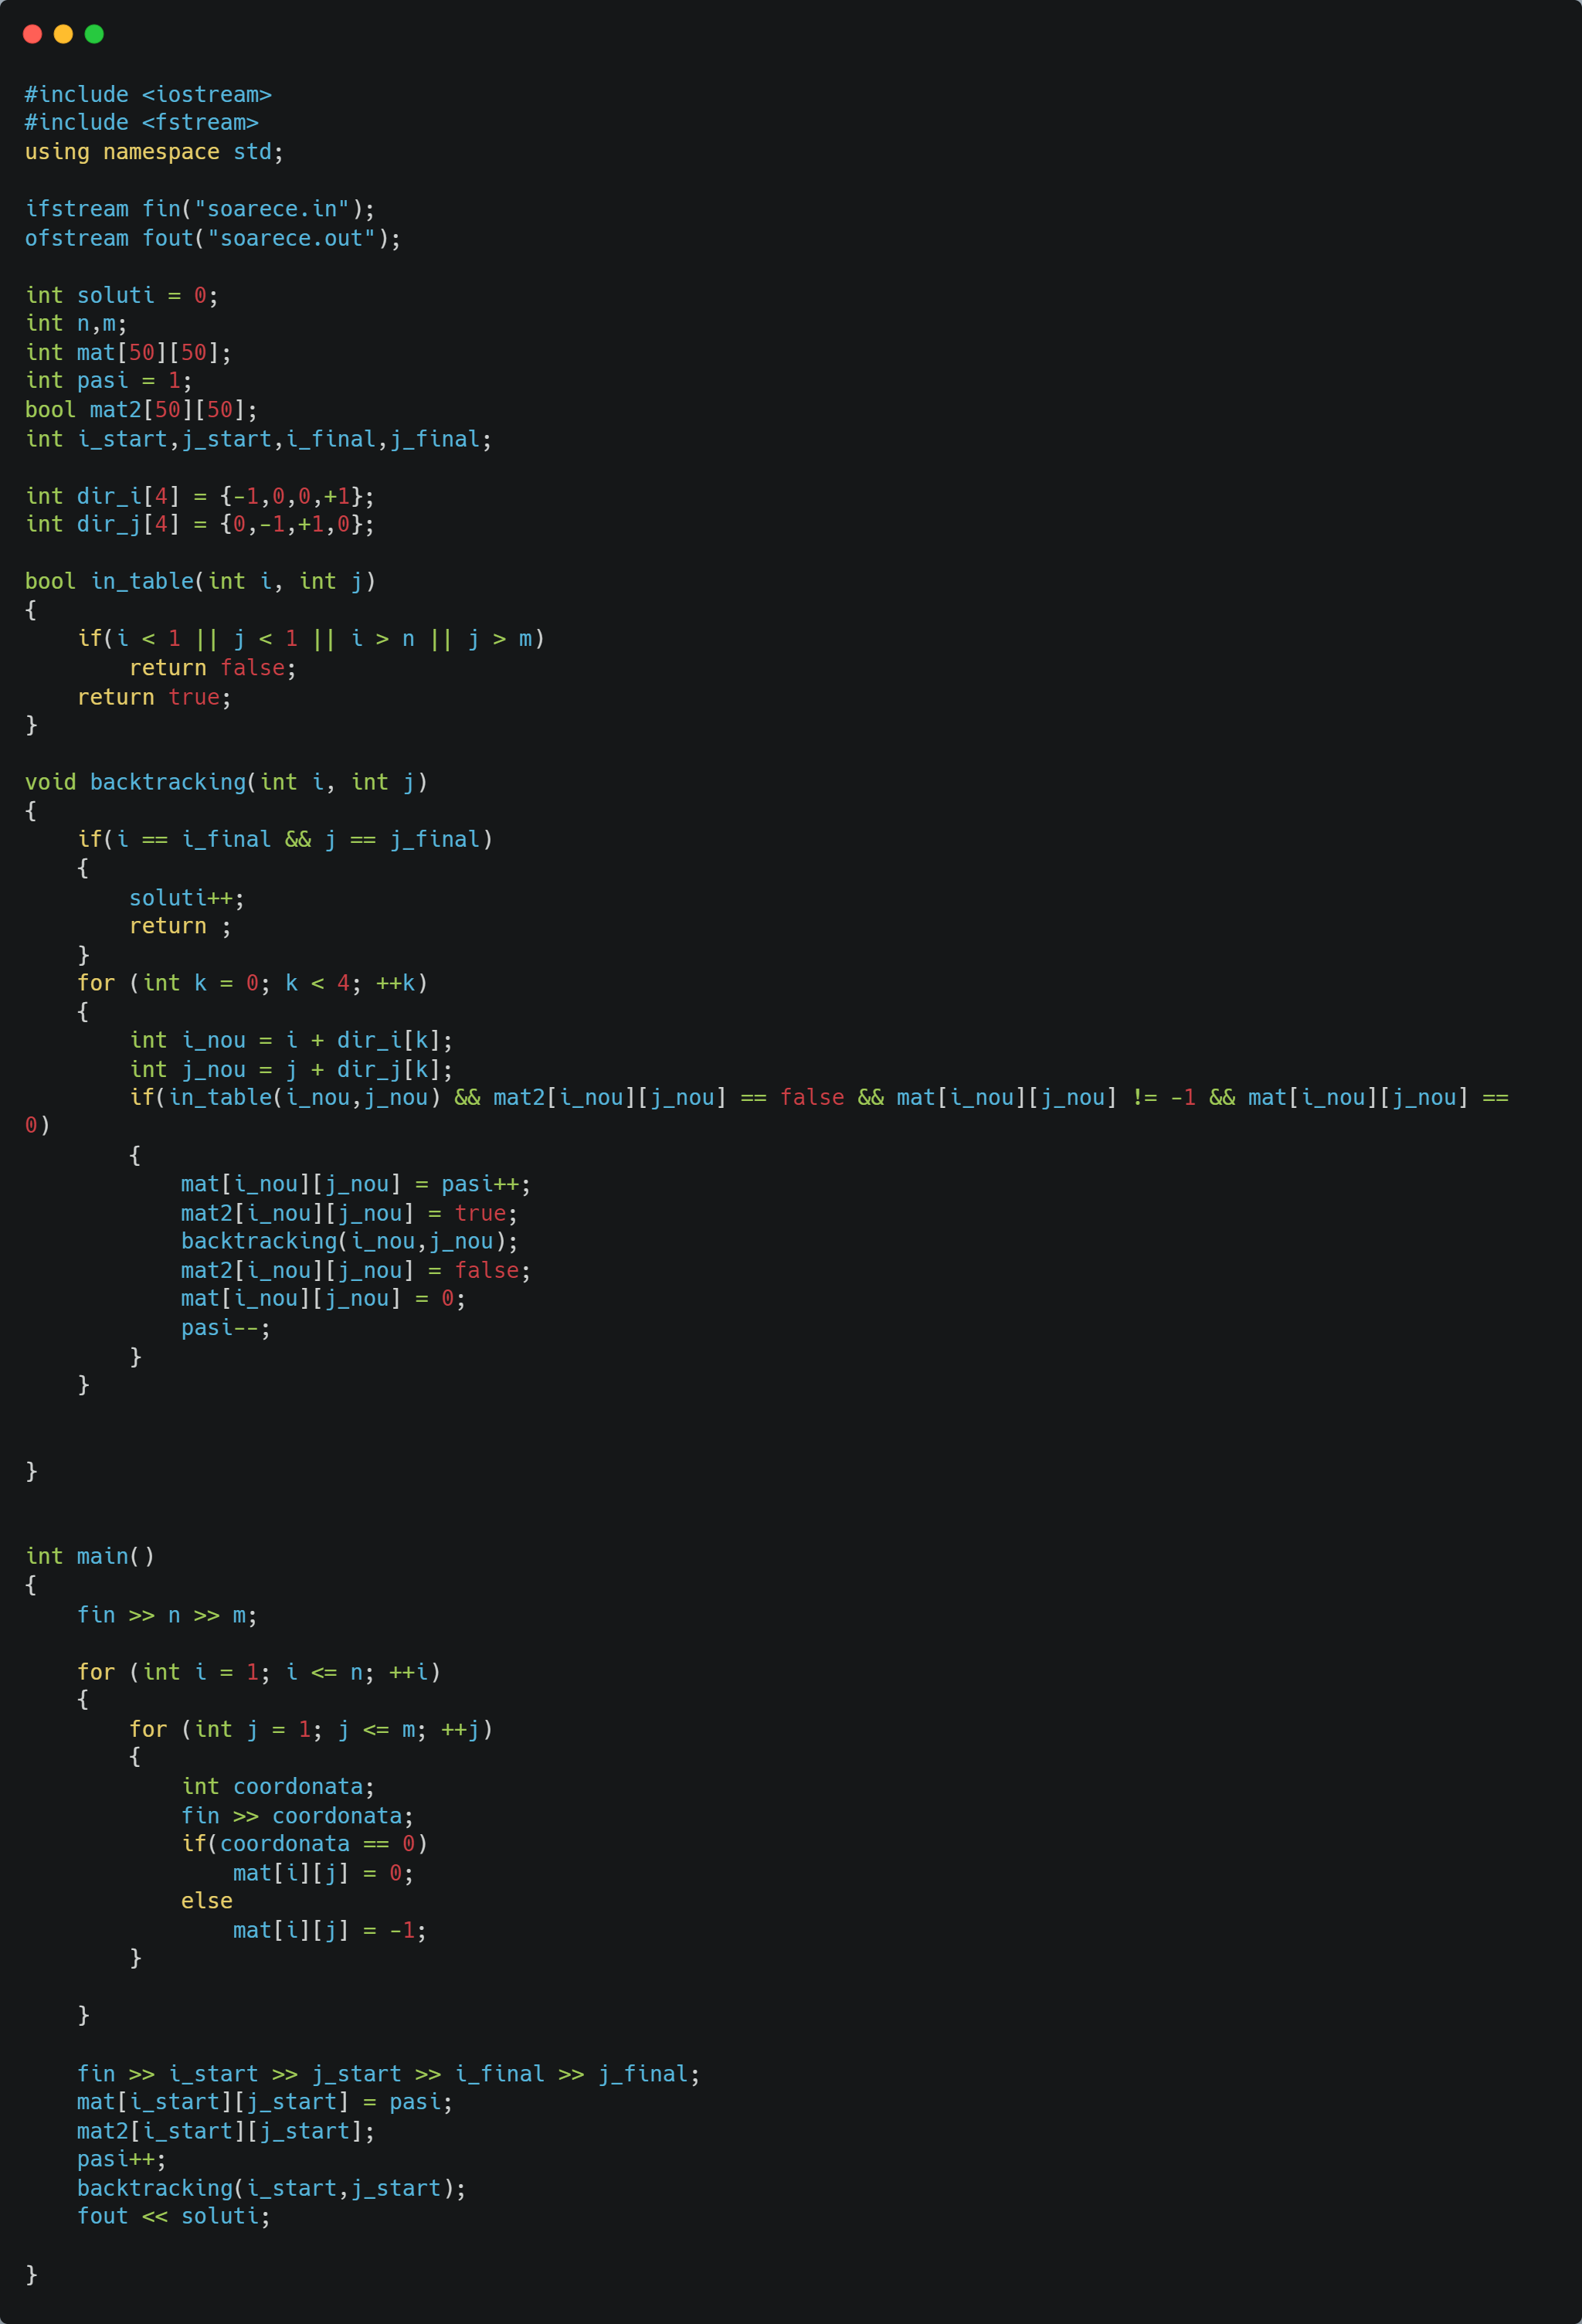 #include <iostream>
#include <fstream>
using namespace std;

ifstream fin("soarece.in");
ofstream fout("soarece.out");

int soluti = 0;
int n,m;
int mat[50][50];
int pasi = 1;
bool mat2[50][50];
int i_start,j_start,i_final,j_final;

int dir_i[4] = {-1,0,0,+1};
int dir_j[4] = {0,-1,+1,0};

bool in_table(int i, int j)
{
    if(i < 1 || j < 1 || i > n || j > m)
        return false;
    return true;
}

void backtracking(int i, int j)
{
    if(i == i_final && j == j_final)
    {
        soluti++;
        return ;
    }
    for (int k = 0; k < 4; ++k)
    {
        int i_nou = i + dir_i[k];
        int j_nou = j + dir_j[k];
        if(in_table(i_nou,j_nou) && mat2[i_nou][j_nou] == false && mat[i_nou][j_nou] != -1 && mat[i_nou][j_nou] ==
0)
        {
            mat[i_nou][j_nou] = pasi++;
            mat2[i_nou][j_nou] = true;
            backtracking(i_nou,j_nou);
            mat2[i_nou][j_nou] = false;
            mat[i_nou][j_nou] = 0;
            pasi--;
        }
    }


}


int main()
{
    fin >> n >> m;

    for (int i = 1; i <= n; ++i)
    {
        for (int j = 1; j <= m; ++j)
        {
            int coordonata;
            fin >> coordonata;
            if(coordonata == 0)
                mat[i][j] = 0;
            else
                mat[i][j] = -1;
        }

    }

    fin >> i_start >> j_start >> i_final >> j_final;
    mat[i_start][j_start] = pasi;
    mat2[i_start][j_start];
    pasi++;
    backtracking(i_start,j_start);
    fout << soluti;

}